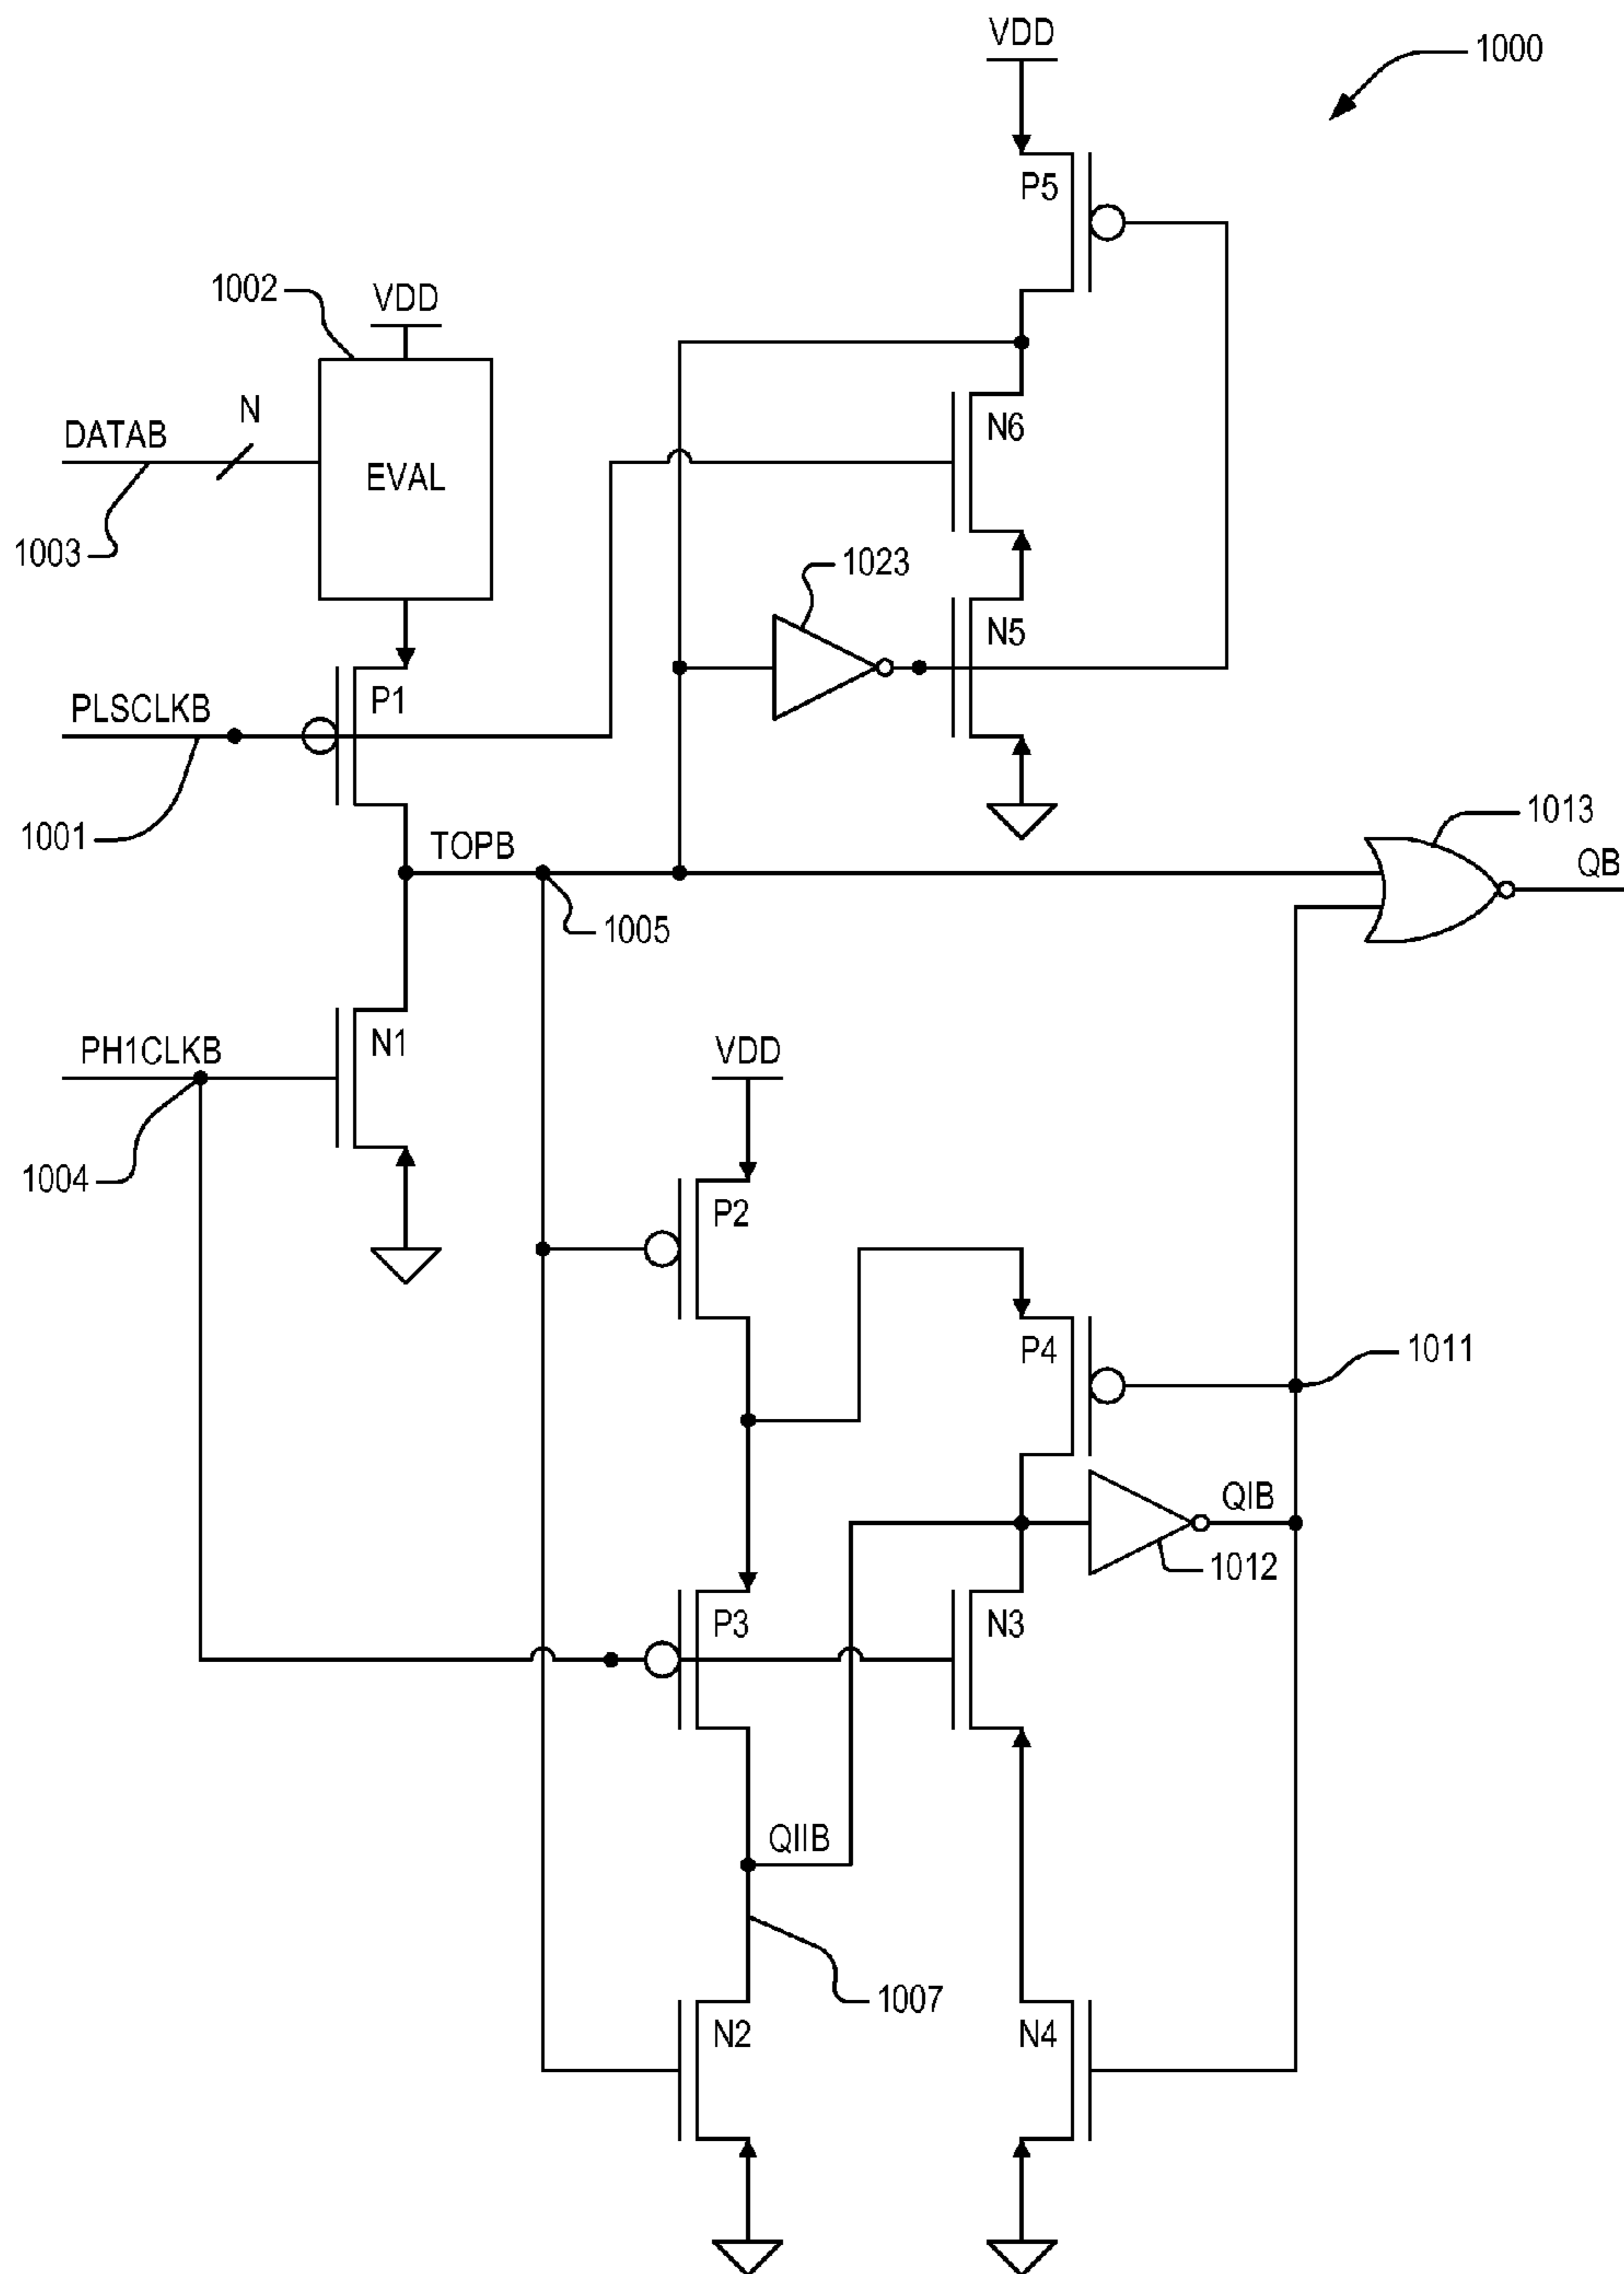 VDD
1000
P5
1002
VDD
N
N6
DATAB
EVAL
1003
1023
N5
P1
PLSCLKB
1013
1001
TOPB
QB
1005
N1
PH1CLKB
VDD
1004
P2
P4
1011
QIB
1012
P3
N3
QIIB
1007
N2
N4